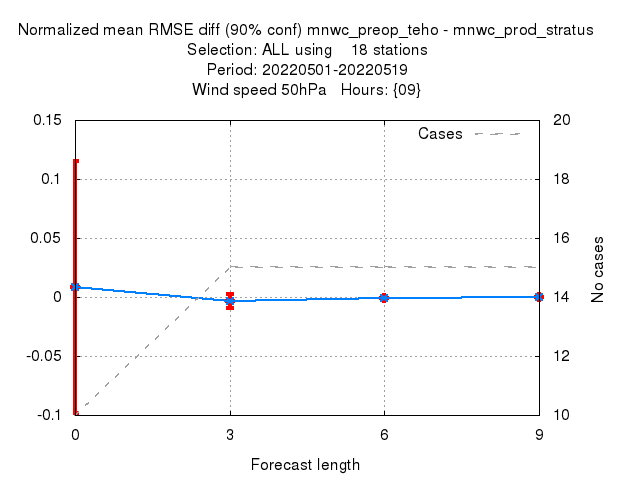 Normalized mean RMSE diff (90% conf) mnwc_preop_teho - mnwc_prod_stratus
Selection: ALL using    18 stations
Period: 20220501-20220519
Wind speed 50hPa   Hours: {09}
0.15
0.1
0.05
0
-0.05
-0.1
Cases
20
18
16
14
12
10
No cases
0 3 6 9
Forecast length